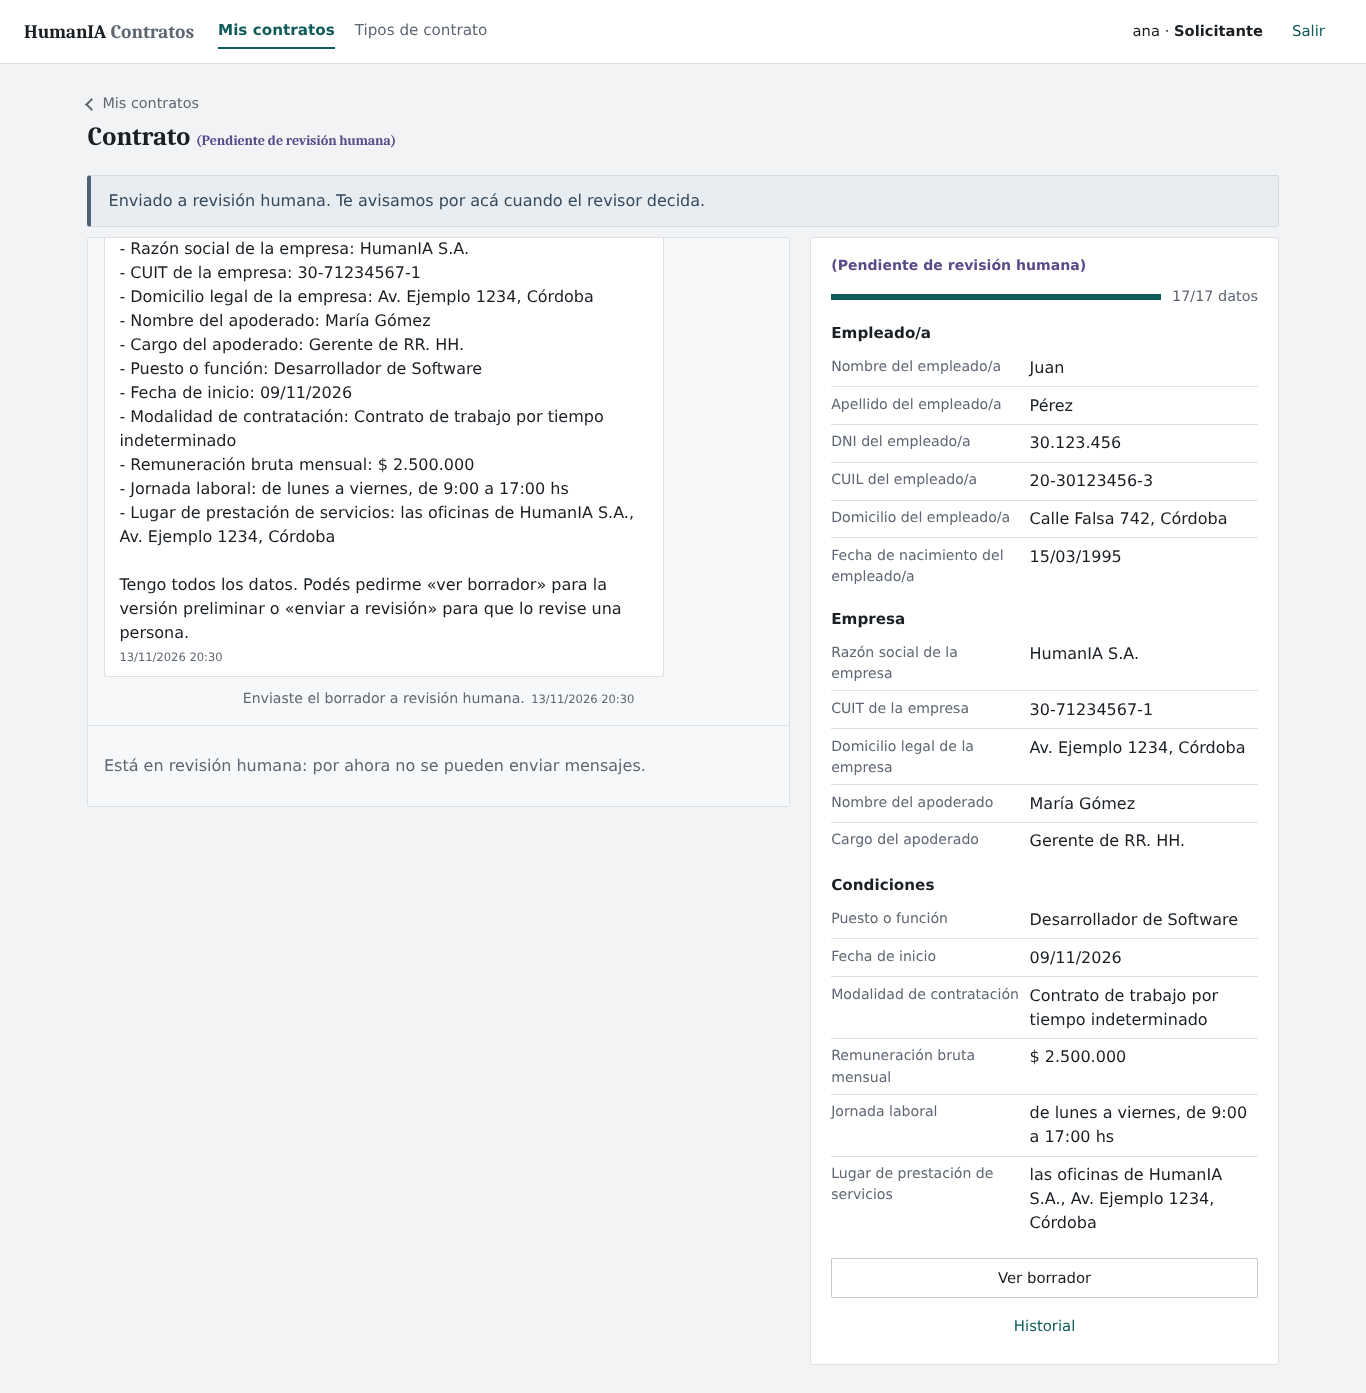 HumanIA Contratos
Mis contratos
Tipos de contrato
ana · Solicitante
Salir
Mis contratos
Contrato (Pendiente de revisión humana)
Enviado a revisión humana. Te avisamos por acá cuando el revisor decida.
- Razón social de la empresa: HumanIA S.A.
- CUIT de la empresa: 30-71234567-1
- Domicilio legal de la empresa: Av. Ejemplo 1234, Córdoba
- Nombre del apoderado: María Gómez
- Cargo del apoderado: Gerente de RR. HH.
- Puesto o función: Desarrollador de Software
- Fecha de inicio: 09/11/2026
- Modalidad de contratación: Contrato de trabajo por tiempo
indeterminado
- Remuneración bruta mensual: $ 2.500.000
- Jornada laboral: de lunes a viernes, de 9:00 a 17:00 hs
- Lugar de prestación de servicios: las oficinas de HumanIA S.A.,
Av. Ejemplo 1234, Córdoba
Tengo todos los datos. Podés pedirme «ver borrador» para la
versión preliminar o «enviar a revisión» para que lo revise una
persona.
13/11/2026 20:30
Enviaste el borrador a revisión humana. 13/11/2026 20:30
Está en revisión humana: por ahora no se pueden enviar mensajes.
(Pendiente de revisión humana)
17/17 datos
Empleado/a
Nombre del empleado/a Juan
Apellido del empleado/a Pérez
DNI del empleado/a 30.123.456
CUIL del empleado/a 20-30123456-3
Domicilio del empleado/a Calle Falsa 742, Córdoba
Fecha de nacimiento del 15/03/1995
empleado/a
Empresa
Razón social de la HumanIA S.A.
empresa
CUIT de la empresa 30-71234567-1
Domicilio legal de la Av. Ejemplo 1234, Córdoba
empresa
Nombre del apoderado María Gómez
Cargo del apoderado Gerente de RR. HH.
Condiciones
Puesto o función Desarrollador de Software
Fecha de inicio 09/11/2026
Modalidad de contratación Contrato de trabajo por
tiempo indeterminado
Remuneración bruta $ 2.500.000
mensual
Jornada laboral de lunes a viernes, de 9:00
a 17:00 hs
Lugar de prestación de las oficinas de HumanIA
servicios S.A., Av. Ejemplo 1234,
Córdoba
Ver borrador
Historial